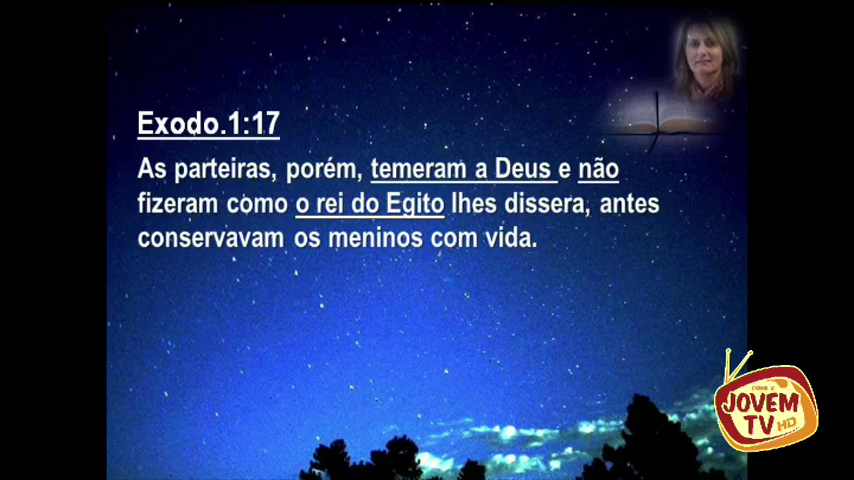 Exodo.1:17
As parteiras, porém, temeram a Deus e não
fizeram como o rei do Egito lhes dissera, antes
conservavam os meninos com vida.
JOVEM
TV HD